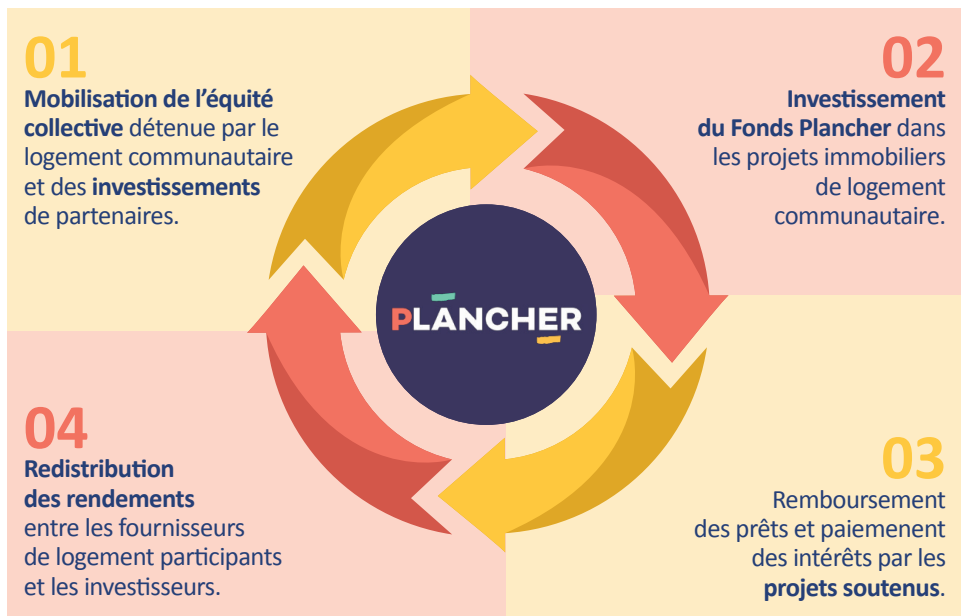 01
Mobilisation de l’équité
collective détenue par le
logement communautaire
et des investissements
de partenaires.
02
Investissement
du Fonds Plancher dans
les projets immobiliers
de logement
communautaire.
PLANCHER
03
Remboursement
des prêts et paiemenent
des intérêts par les
projets soutenus.
04
Redistribution
des rendements
entre les fournisseurs
de logement participants
et les investisseurs.